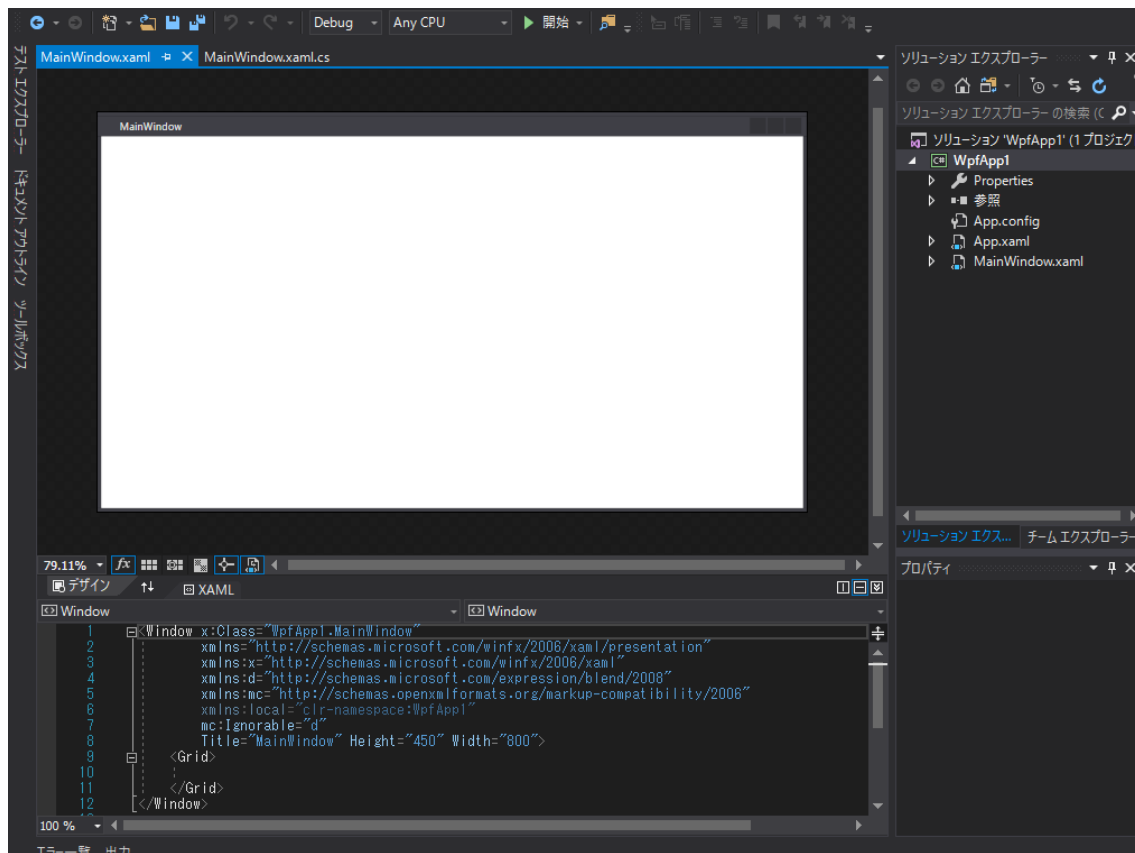 Debug
Any CPU
開始
テスト エクスプローラー
ドキュメント アウトライン
ツールボックス
MainWindow.xaml
MainWindow.xaml.cs
MainWindow
79.11%
デザイン
XAML
Window
Window
1 <Window x:Class="WpfApp1.MainWindow"
2 xmlns="http://schemas.microsoft.com/winfx/2006/xaml/presentation"
3 xmlns:x="http://schemas.microsoft.com/winfx/2006/xaml"
4 xmlns:d="http://schemas.microsoft.com/expression/blend/2008"
5 xmlns:mc="http://schemas.openxmlformats.org/markup-compatibility/2006"
6 xmlns:local="clr-namespace:WpfApp1"
7 mc:Ignorable="d"
8 Title="MainWindow" Height="450" Width="800">
9 <Grid>
10
11 </Grid>
12 </Window>
100 %
エラー一覧
出力
ソリューション エクスプローラー
ソリューション エクスプローラー の検索 (C
ソリューション 'WpfApp1' (1 プロジェク
C# WpfApp1
Properties
参照
App.config
App.xaml
MainWindow.xaml
ソリューション エクス...
チーム エクスプローラー
プロパティ